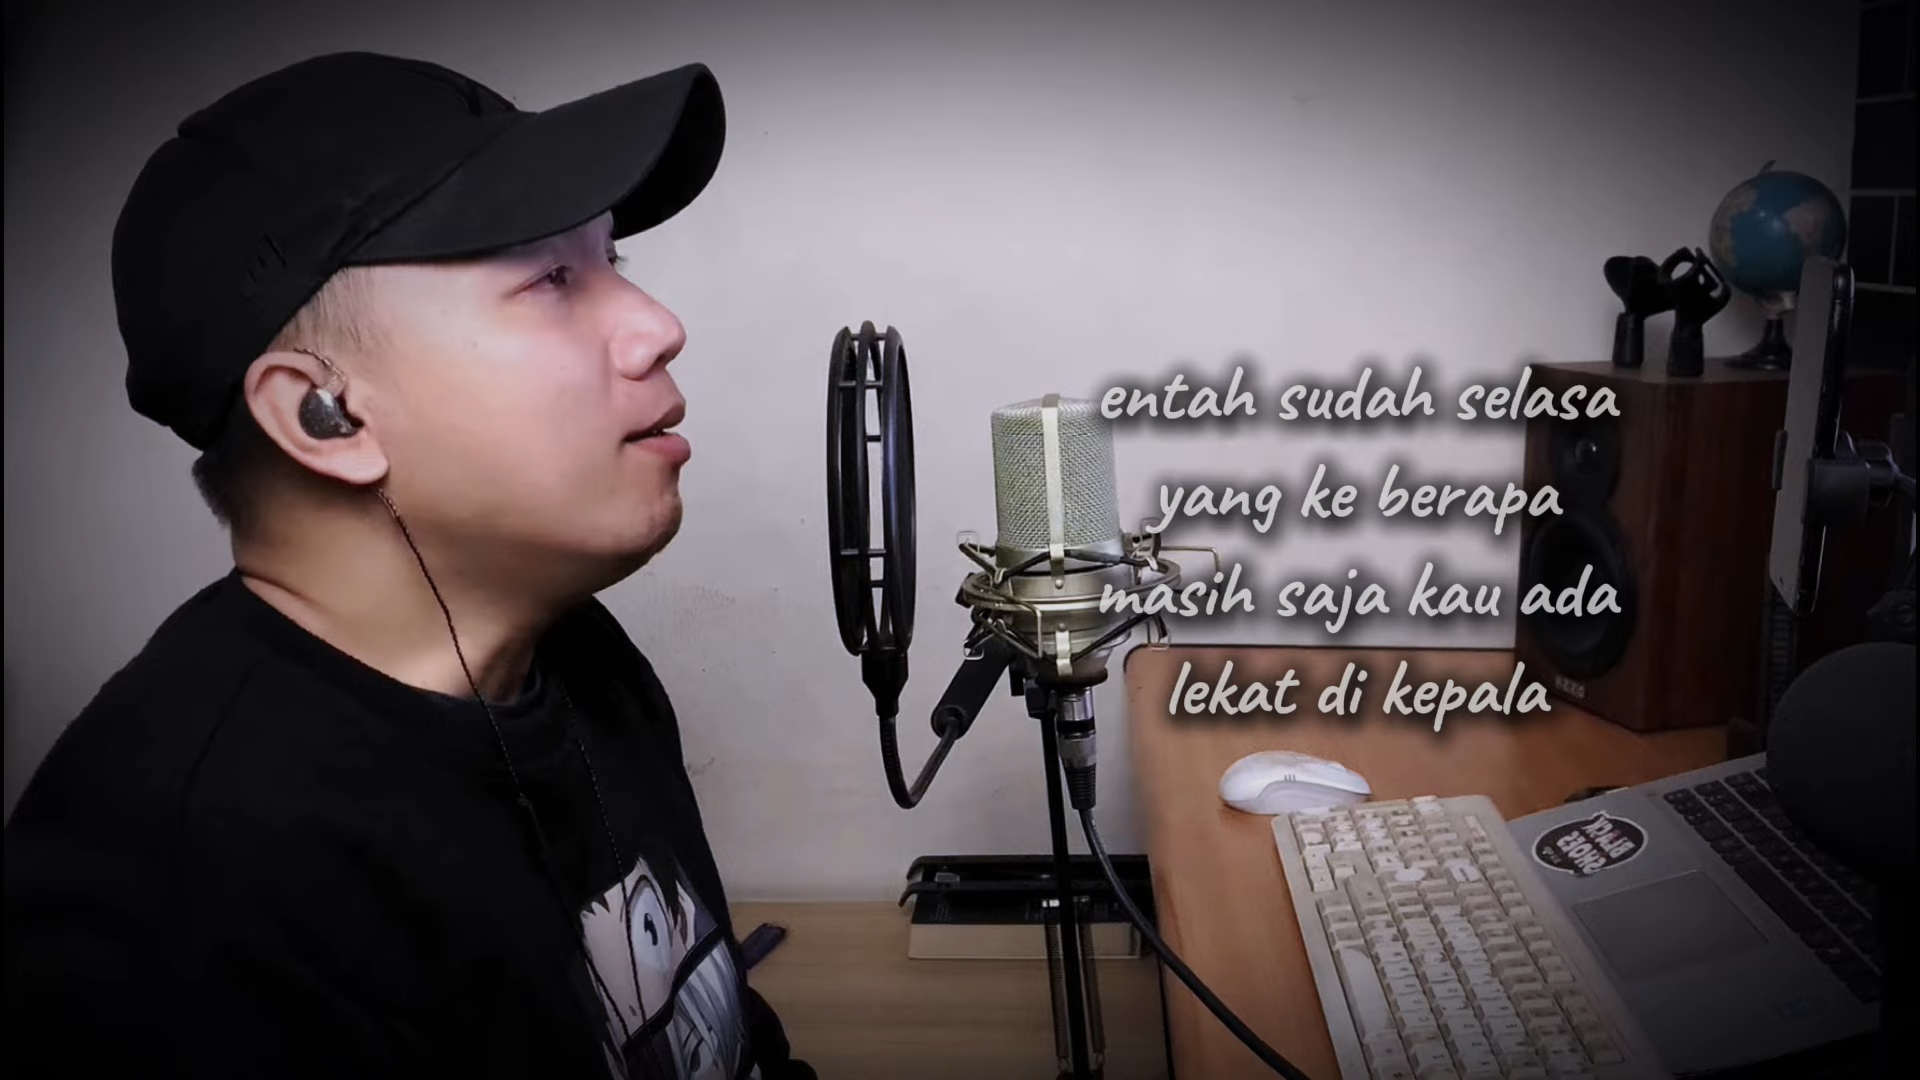 entah sudah selasa
yang ke berapa
masih saja kau ada
lekat di kepala